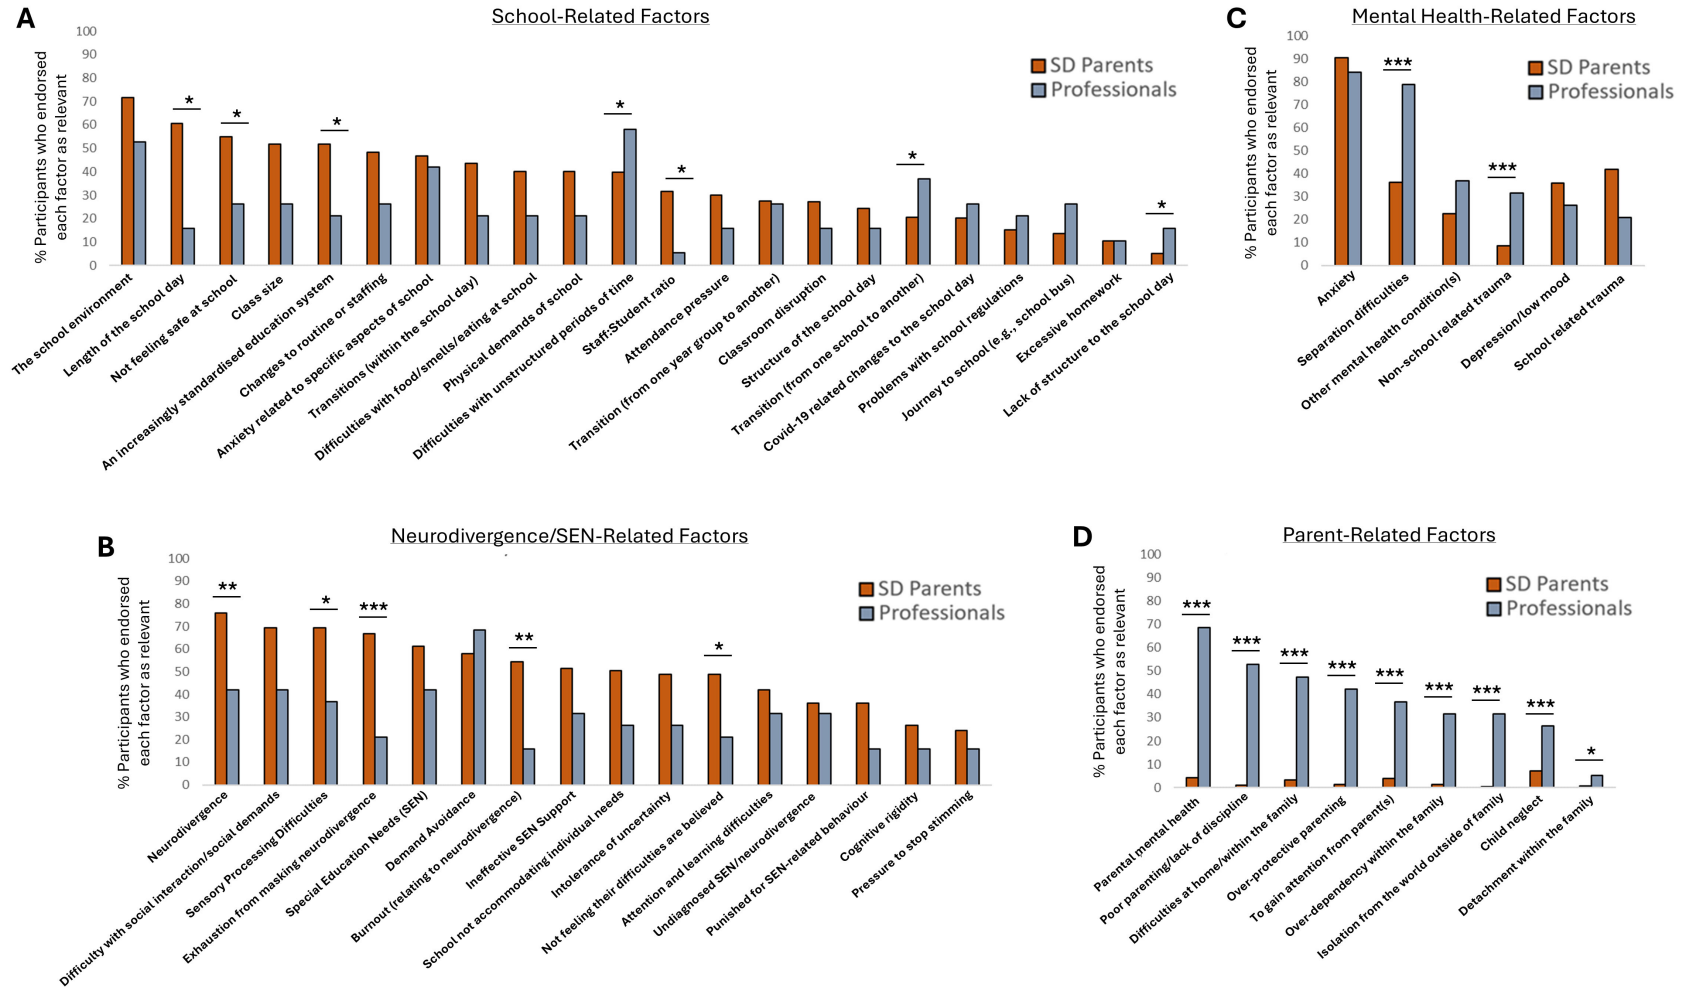 A
School-Related Factors
% Participants who endorsed
each factor as relevant
100
90
80
70
60
50
40
30
20
10
0
SD Parents
Professionals
*
*
*
*
*
*
*
The school environment
Length of the school day
Not feeling safe at school
Class size
An increasingly standardised education system
Changes to routine or staffing
Anxiety related to specific aspects of school
Transitions (within the school day)
Difficulties with food/smells/eating at school
Physical demands of school
Difficulties with unstructured periods of time
Staff:Student ratio
Attendance pressure
Transition (from one year group to another)
Classroom disruption
Structure of the school day
Transition (from one school to another)
Covid-19 related changes to the school day
Problems with school regulations
Journey to school (e.g., school bus)
Excessive homework
Lack of structure to the school day
C
Mental Health-Related Factors
% Participants who endorsed
each factor as relevant
100
90
80
70
60
50
40
30
20
10
0
SD Parents
Professionals
***
***
Anxiety
Separation difficulties
Other mental health condition(s)
Non-school related trauma
Depression/low mood
School related trauma
B
Neurodivergence/SEN-Related Factors
% Participants who endorsed
each factor as relevant
100
90
80
70
60
50
40
30
20
10
0
SD Parents
Professionals
**
*
***
**
*
Neurodivergence
Difficulty with social interaction/social demands
Sensory Processing Difficulties
Exhaustion from masking neurodivergence
Special Education Needs (SEN)
Demand Avoidance
Burnout (relating to neurodivergence)
Ineffective SEN Support
School not accommodating individual needs
Intolerance of uncertainty
Not feeling their difficulties are believed
Attention and learning difficulties
Undiagnosed SEN/neurodivergence
Punished for SEN-related behaviour
Cognitive rigidity
Pressure to stop stimming
D
Parent-Related Factors
% Participants who endorsed
each factor as relevant
100
90
80
70
60
50
40
30
20
10
0
SD Parents
Professionals
***
***
***
***
***
***
***
***
*
Parental mental health
Poor parenting/lack of discipline
Difficulties at home/within the family
Over-protective parenting
To gain attention from parent(s)
Over-dependency within the family
Isolation from the world outside of family
Child neglect
Detachment within the family